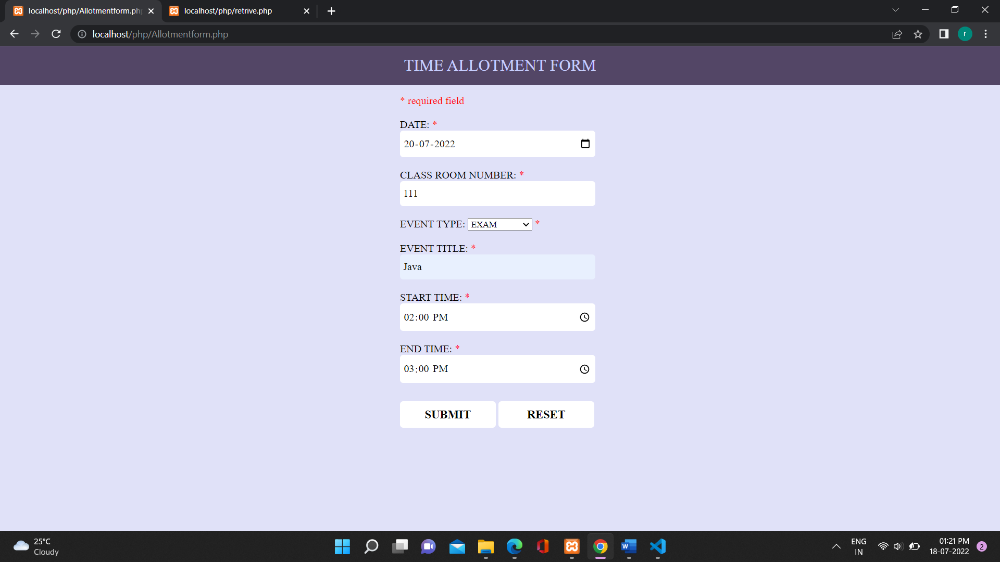 localhost/php/Allotmentform.php
localhost/php/retrive.php
localhost/php/Allotmentform.php
r
TIME ALLOTMENT FORM
* required field
DATE: *
20-07-2022
CLASS ROOM NUMBER: *
111
EVENT TYPE: EXAM *
EVENT TITLE: *
Java
START TIME: *
02:00 PM
END TIME: *
03:00 PM
SUBMIT RESET
25°C
Cloudy
W
ENG
IN
01:21 PM
18-07-2022
2